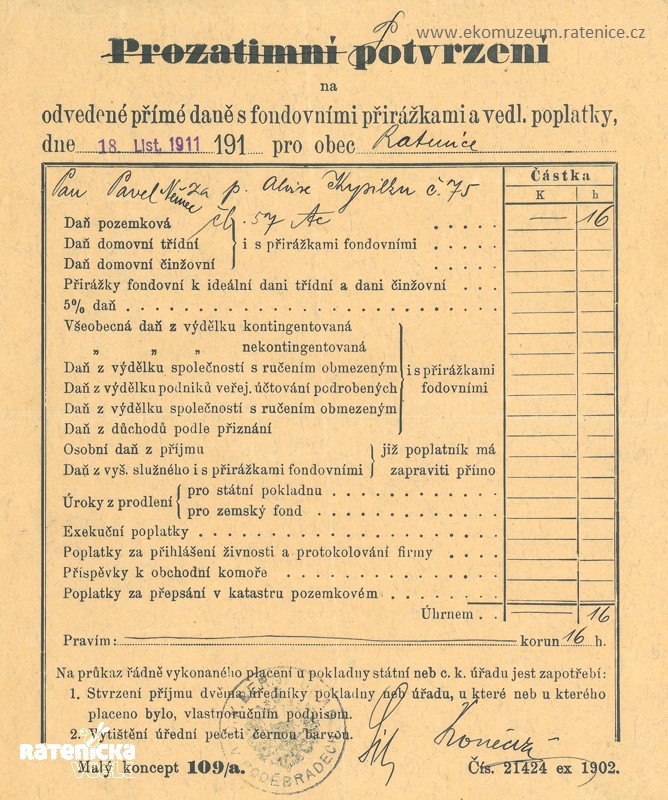 www.ekomuzeum.ratenice.cz
Prozatimní Potvrzení
na
odvedené přímé daně s fondovními přirážkami a vedl. poplatky,
dne 18. List. 1911 191 pro obec Ratenice
Částka
K h
Pan Pavel Němec za p. Aloise č. 75
čb. 57
Daň pozemková — 16
Daň domovní třídní } i s přirážkami fondovními . . . . .
Daň domovní činžovní
Přirážky fondovní k ideální dani třídní a dani činžovní . . .
5% daň . . . . . . . . . . . . . . . . . . . . . .
Všeobecná daň z výdělku kontingentovaná
„ „ „ nekontingentovaná
Daň z výdělku společností s ručením obmezeným } i s přirážkami
Daň z výdělku podniků veřej. účtování podrobených fodovními
Daň z výdělku společností s ručením obmezeným
Daň z důchodů podle přiznání
Osobní daň z příjmu } již poplatník má
Daň z vyš. služného i s přirážkami fondovními zapraviti přímo
Úroky z prodlení { pro státní pokladnu . . . . . . . . . .
pro zemský fond . . . . . . . . . . .
Exekuční poplatky . . . . . . . . . . . . . . . . .
Poplatky za přihlášení živnosti a protokolování firmy . . . .
Příspěvky k obchodní komoře . . . . . . . . . . . .
Poplatky za přepsání v katastru pozemkovém . . . . . . .
Úhrnem . . — 16
Pravím: korun 16 h.
Na průkaz řádně vykonaného placení u pokladny státní neb c. k. úřadu jest zapotřebí:
1. Stvrzení příjmu dvěma úředníky pokladny neb úřadu, u které neb u kterého
placeno bylo, vlastnoručním podpisem.
2. Vytištění úřední pečeti černou barvou.
V PODĚBRADECH
RATENICKÁ
Malý koncept 109/a. Čís. 21424 ex 1902.